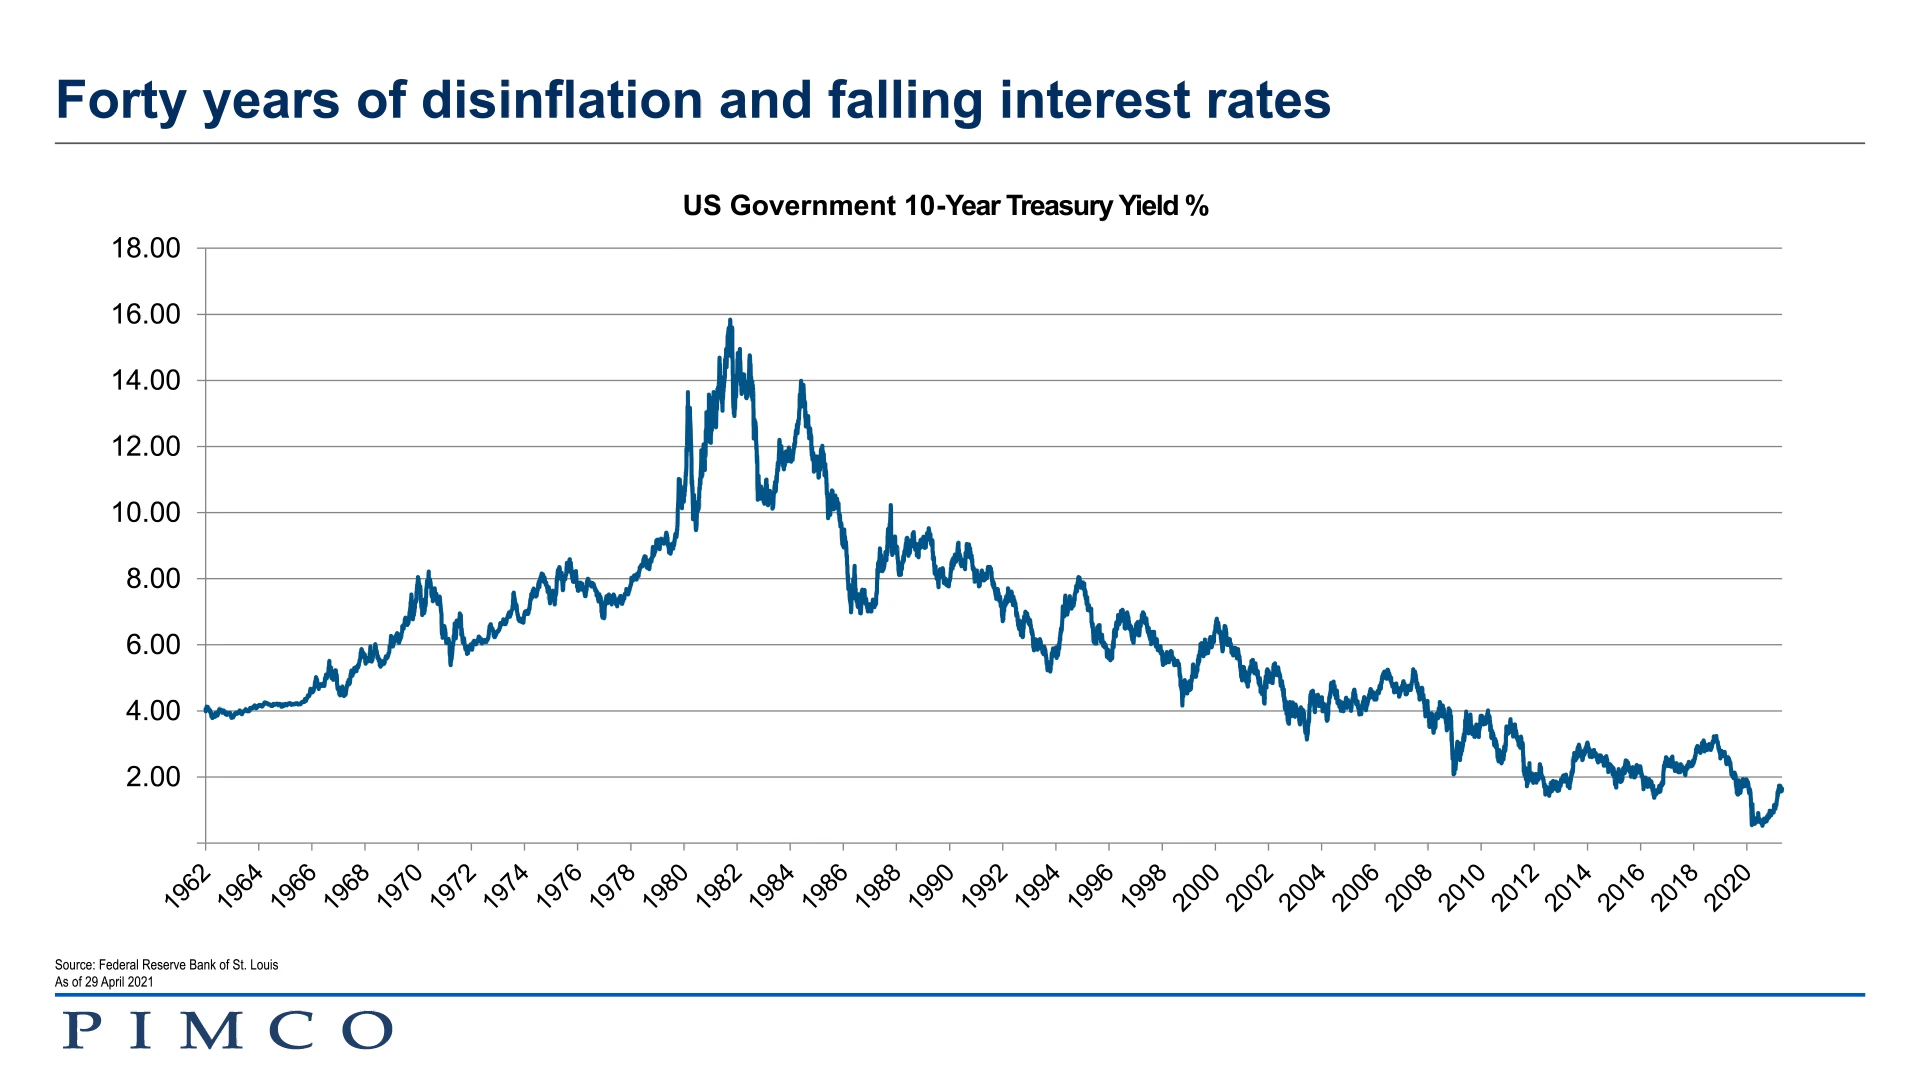 Forty years of disinflation and falling interest rates
US Government 10-Year Treasury Yield %
18.00
16.00
14.00
12.00
10.00
8.00
6.00
4.00
2.00
1962 1964 1966 1968 1970 1972 1974 1976 1978 1980 1982 1984 1986 1988 1990 1992 1994 1996 1998 2000 2002 2004 2006 2008 2010 2012 2014 2016 2018 2020
Source: Federal Reserve Bank of St. Louis
As of 29 April 2021
PIMCO